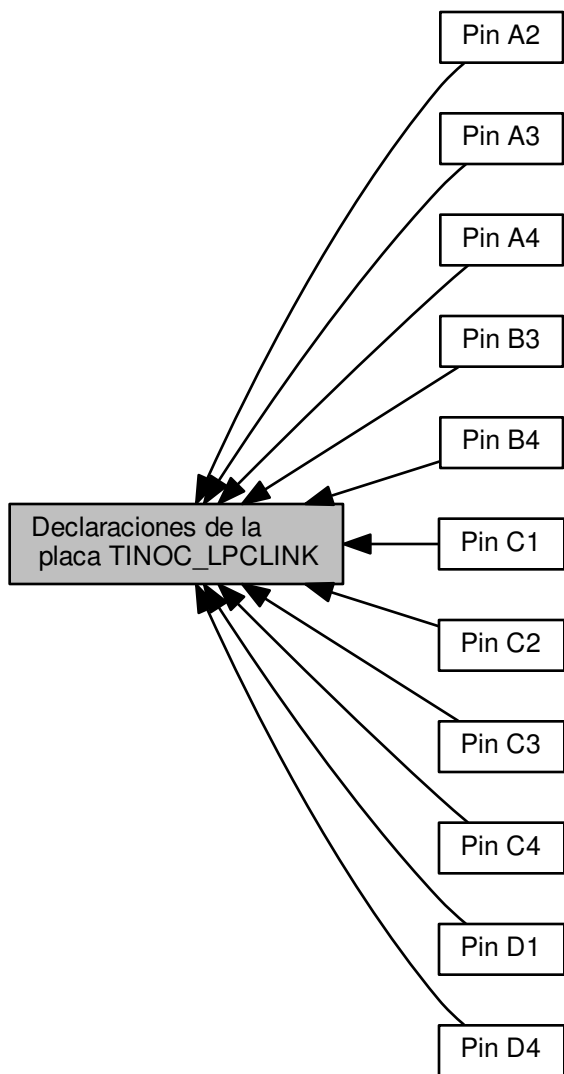 Pin A2
Pin A3
Pin A4
Pin B3
Pin B4
Declaraciones de la
placa TINOC_LPCLINK
Pin C1
Pin C2
Pin C3
Pin C4
Pin D1
Pin D4